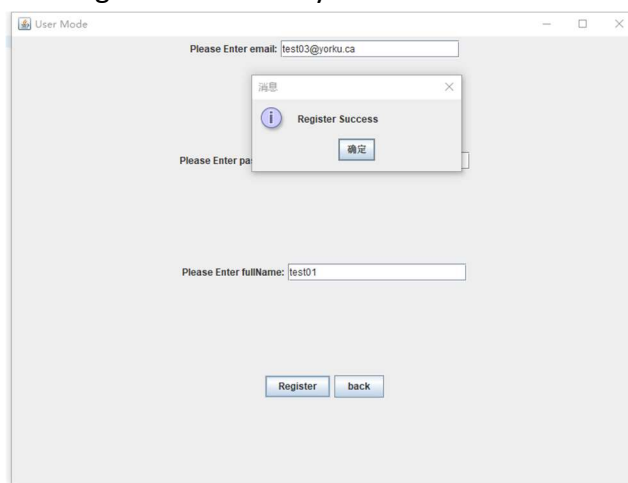 User Mode
Please Enter email: test03@yorku.ca
消息
Register Success
确定
Please Enter
Please Enter fullName: test01
Register back